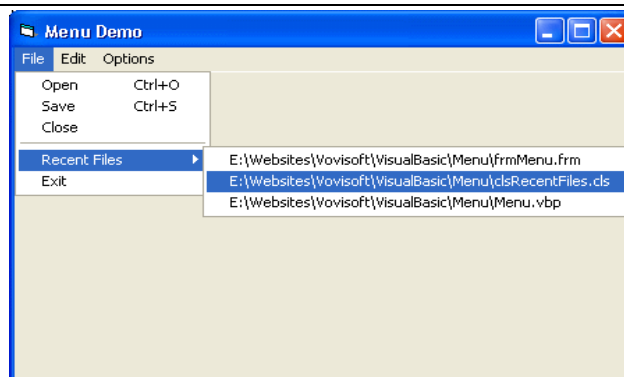 Menu Demo
File Edit Options
Open Ctrl+O
Save Ctrl+S
Close
Recent Files
E:\Websites\Vovisoft\VisualBasic\Menu\frmMenu.frm
Exit
E:\Websites\Vovisoft\VisualBasic\Menu\clsRecentFiles.cls
E:\Websites\Vovisoft\VisualBasic\Menu\Menu.vbp